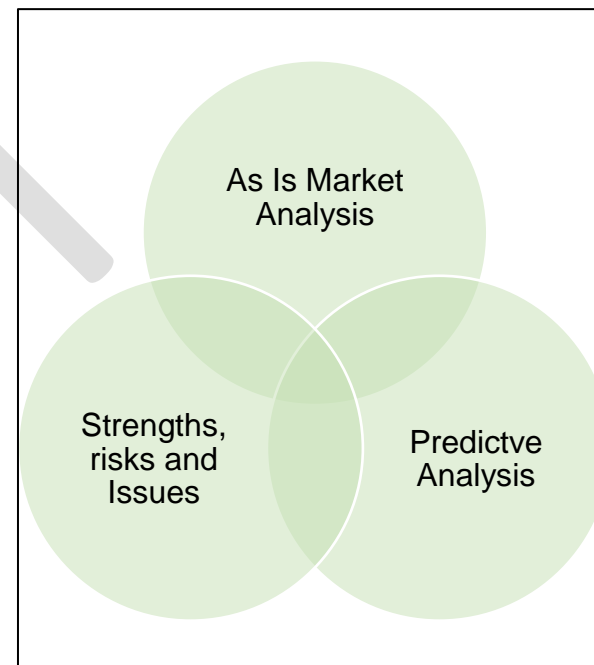 As Is Market
Analysis
Strengths,
risks and
Issues
Predictve
Analysis